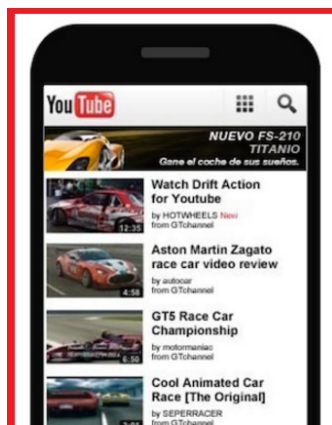 You Tube
NUEVO FS-210
TITANIO
Gane el coche de sus sueños.
Watch Drift Action
for Youtube
by HOTWHEELS New
from GTchannel
12:35
Aston Martin Zagato
race car video review
by autocar
from GTchannel
4:58
GT5 Race Car
Championship
by motormaniac
from GTchannel
6:50
Cool Animated Car
Race [The Original]
by SEPERRACER
from GTchannel